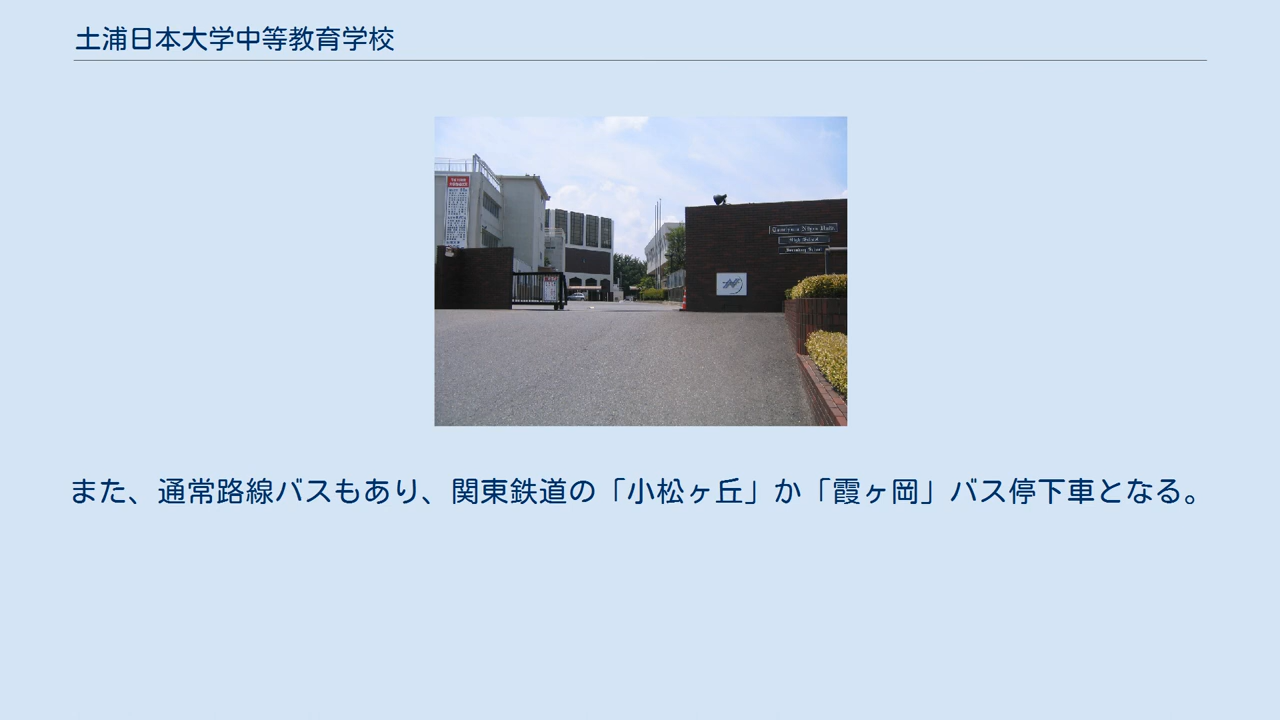 土浦日本大学中等教育学校
High School
また、通常路線バスもあり、関東鉄道の「小松ヶ丘」か「霞ヶ岡」バス停下車となる。